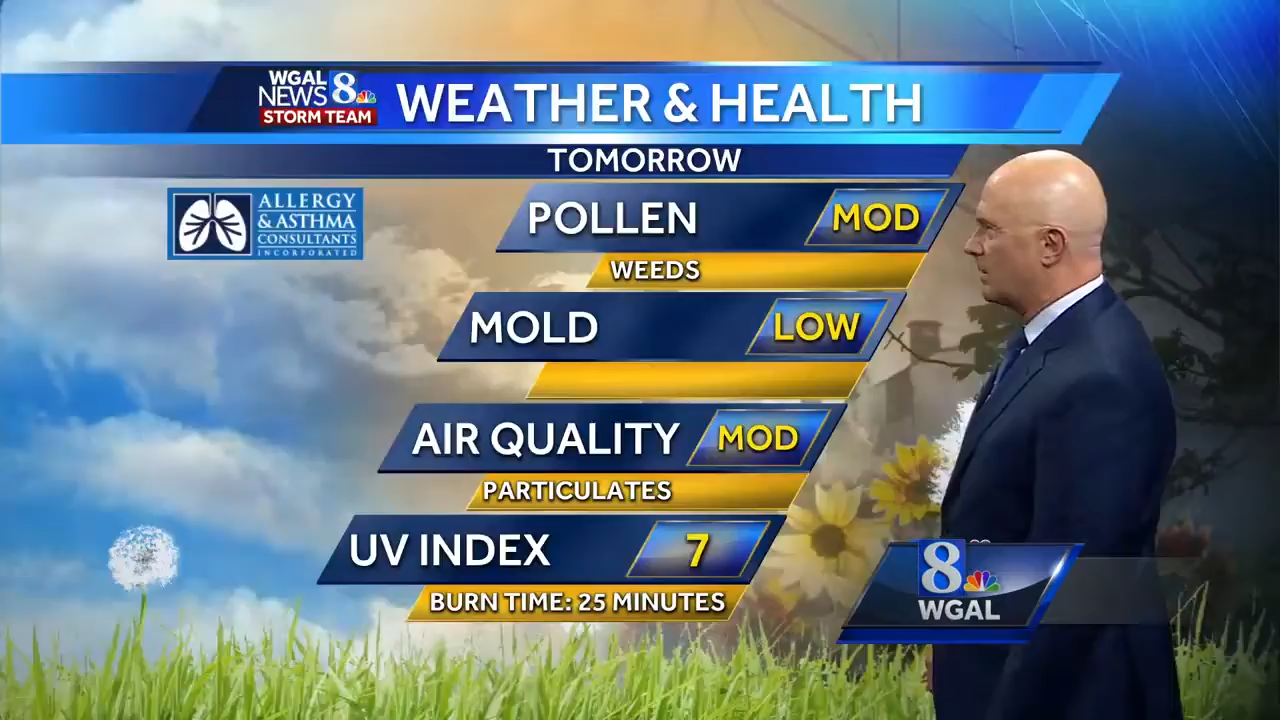 WGAL
NEWS 8
STORM TEAM
WEATHER & HEALTH
TOMORROW
ALLERGY
& ASTHMA
CONSULTANTS
INCORPORATED
POLLEN MOD
WEEDS
MOLD LOW
AIR QUALITY MOD
PARTICULATES
UV INDEX 7
BURN TIME: 25 MINUTES
8
WGAL